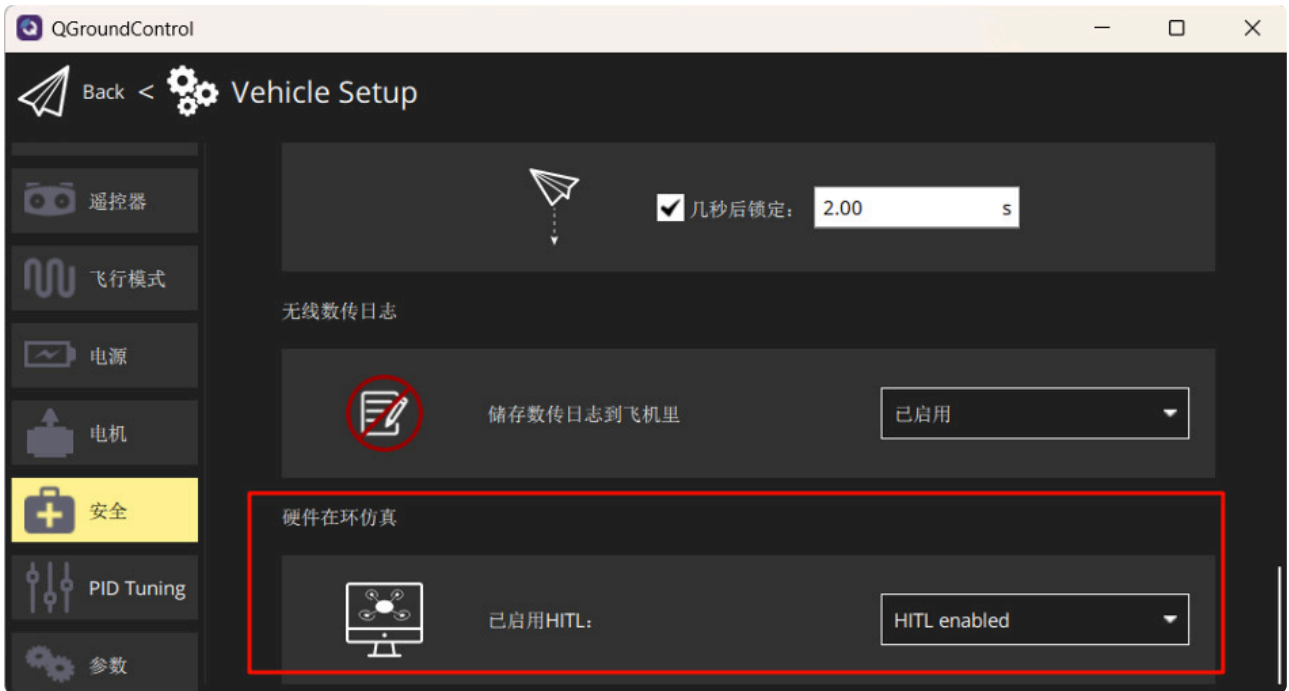 QGroundControl
Back < Vehicle Setup
几秒后锁定： 2.00 s
遥控器
飞行模式
电源
电机
安全
PID Tuning
参数
无线数传日志
储存数传日志到飞机里 已启用
硬件在环仿真
已启用HITL： HITL enabled